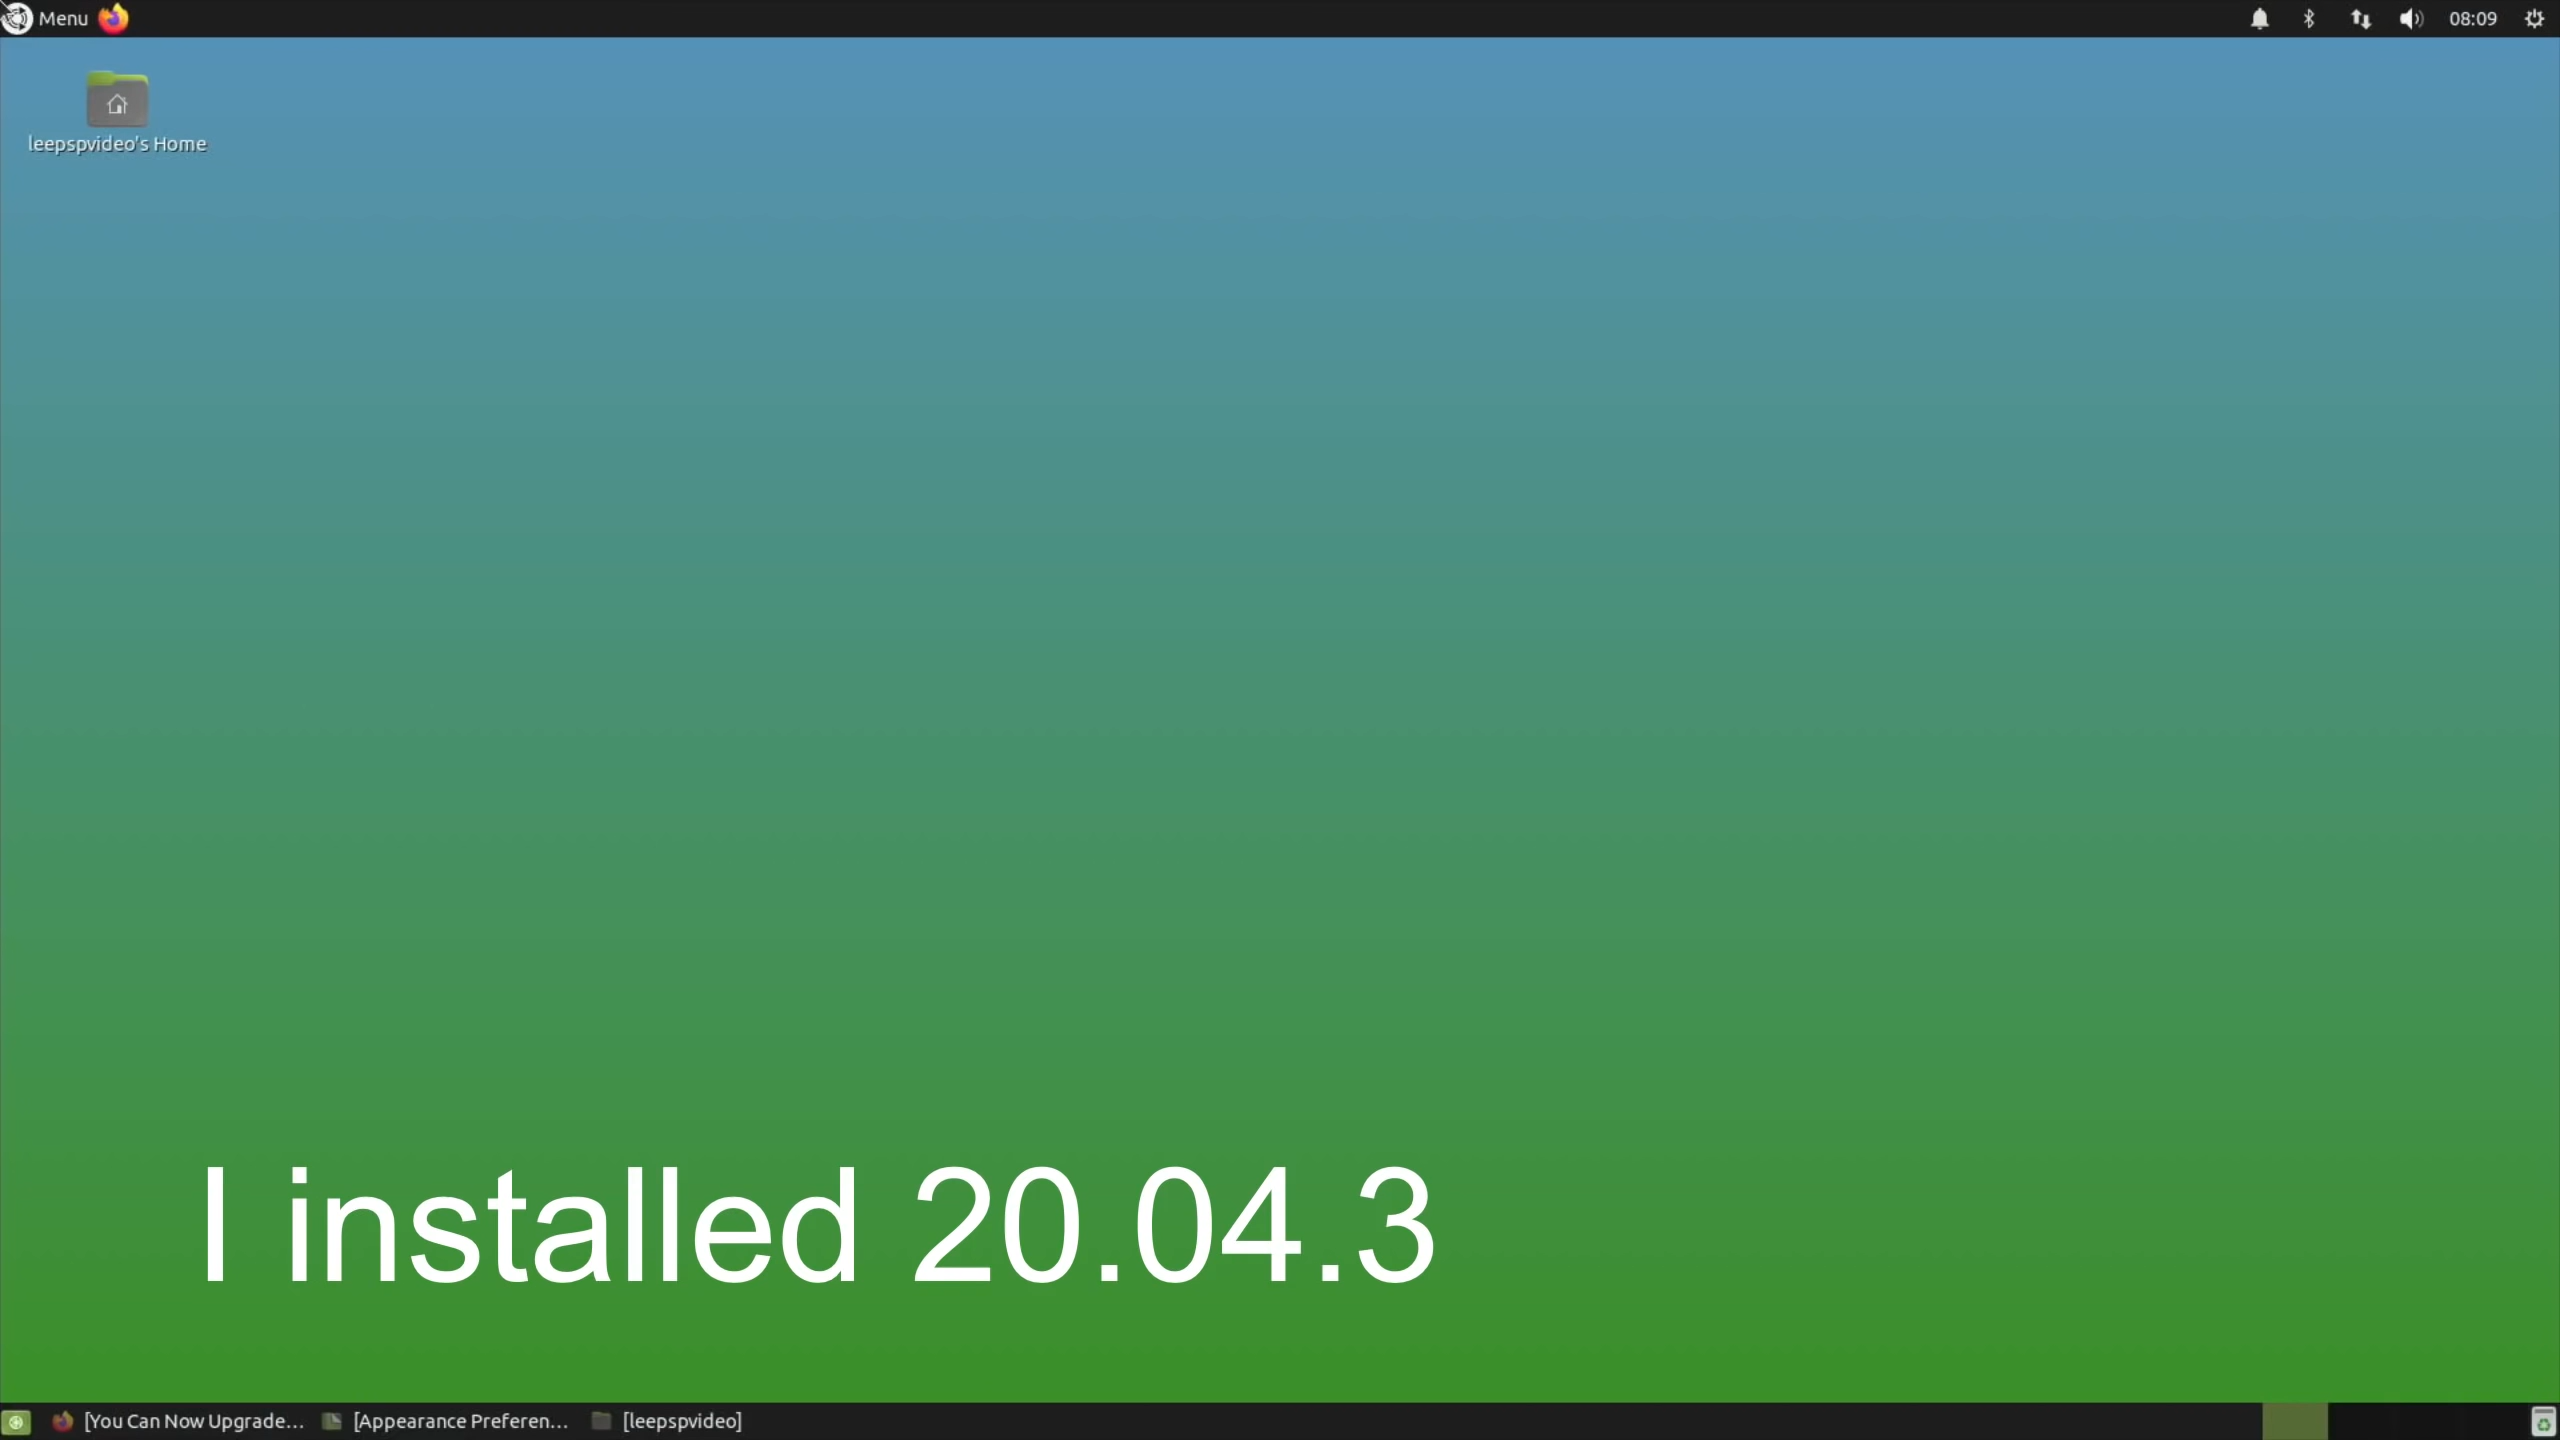 Menu
08:09
leepspvideo's Home
I installed 20.04.3
[You Can Now Upgrade...
[Appearance Preferen...
[leepspvideo]